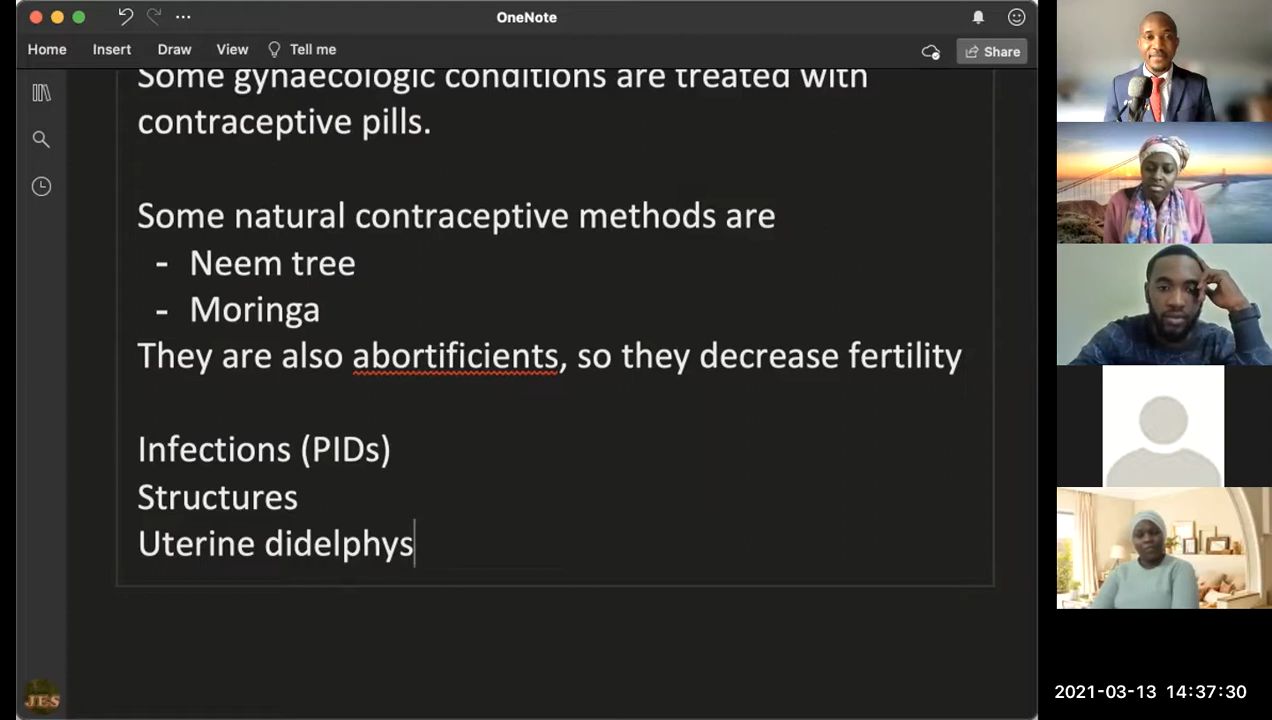 OneNote
Home Insert Draw View Tell me Share
Some gynaecologic conditions are treated with
contraceptive pills.
Some natural contraceptive methods are
- Neem tree
- Moringa
They are also abortificients, so they decrease fertility
Infections (PIDs)
Structures
Uterine didelphys
JES
2021-03-13 14:37:30